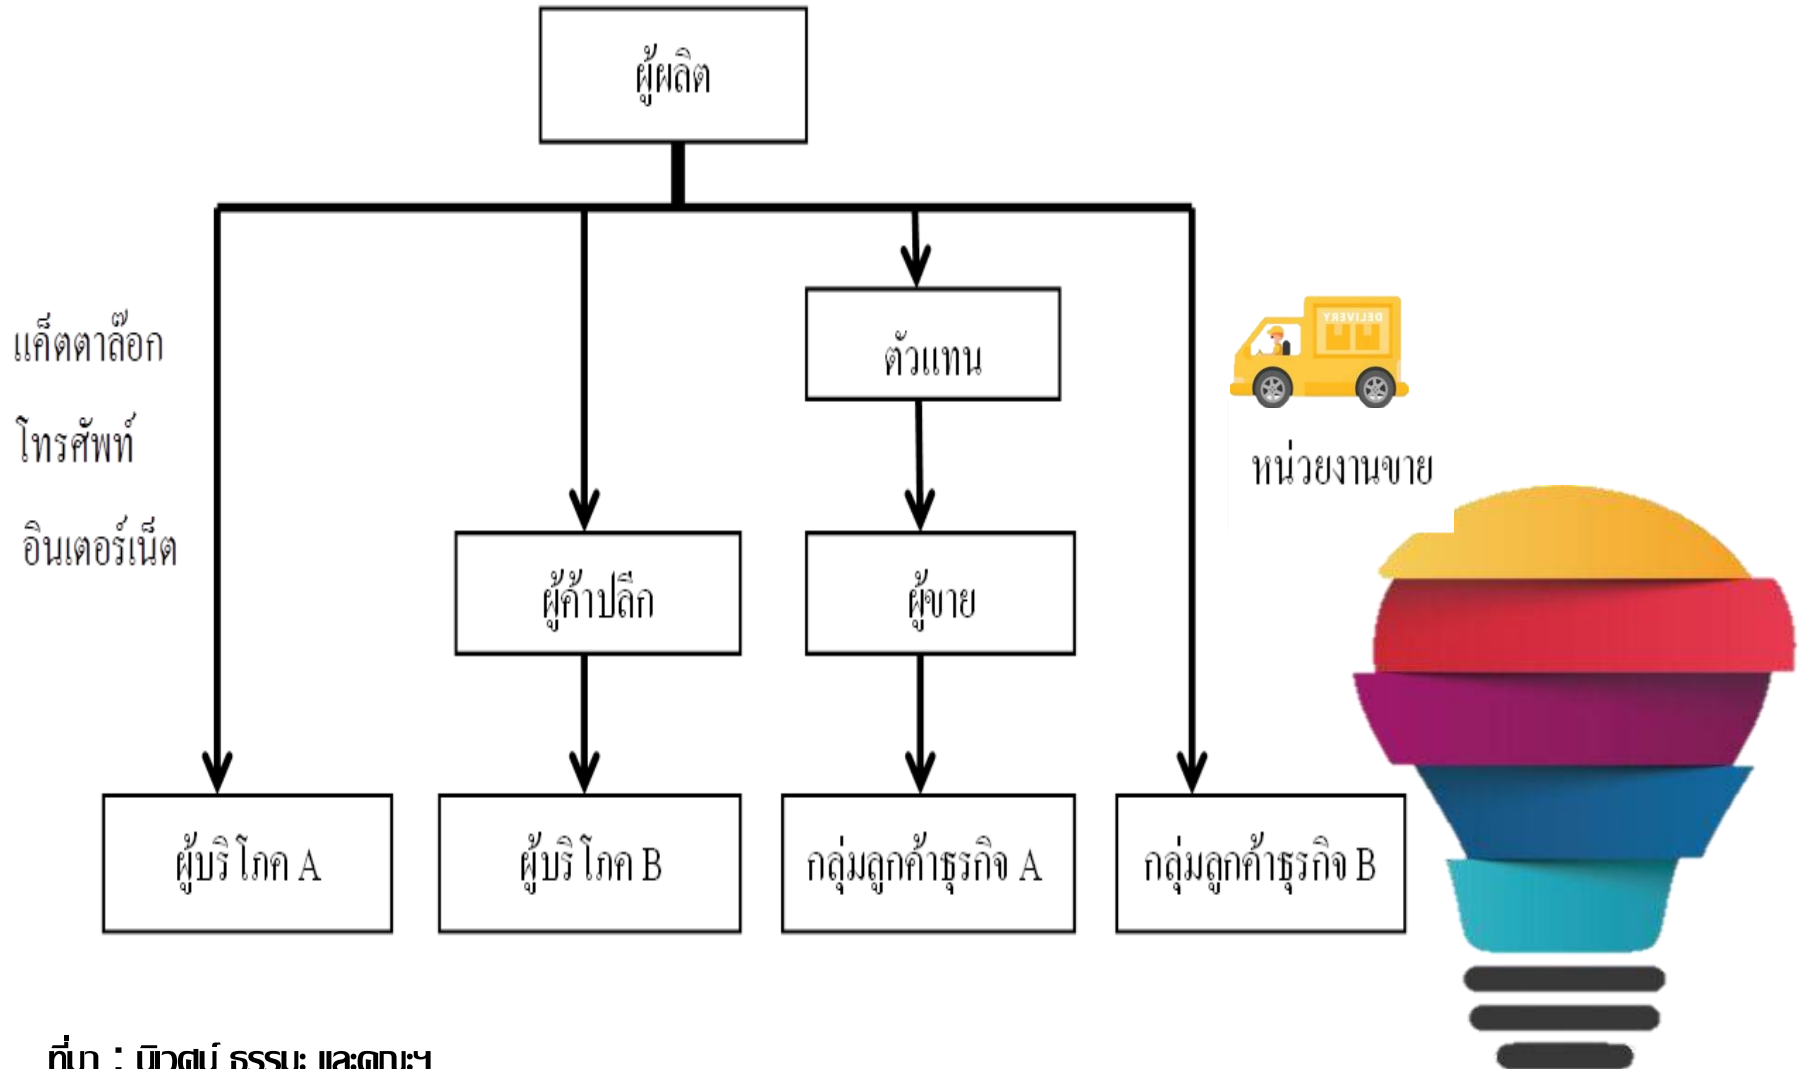 ผู้ผลิต
แค็ตตาล๊อก
โทรศัพท์
อินเตอร์เน็ต
ตัวแทน
DELIVERY
หน่วยงานขาย
ผู้ค้าปลีก
ผู้ขาย
ผู้บริโภค A
ผู้บริโภค B
กลุ่มลูกค้าธุรกิจ A
กลุ่มลูกค้าธุรกิจ B
ที่มา : นิเวศน์ ธรรมะ และคณะฯ